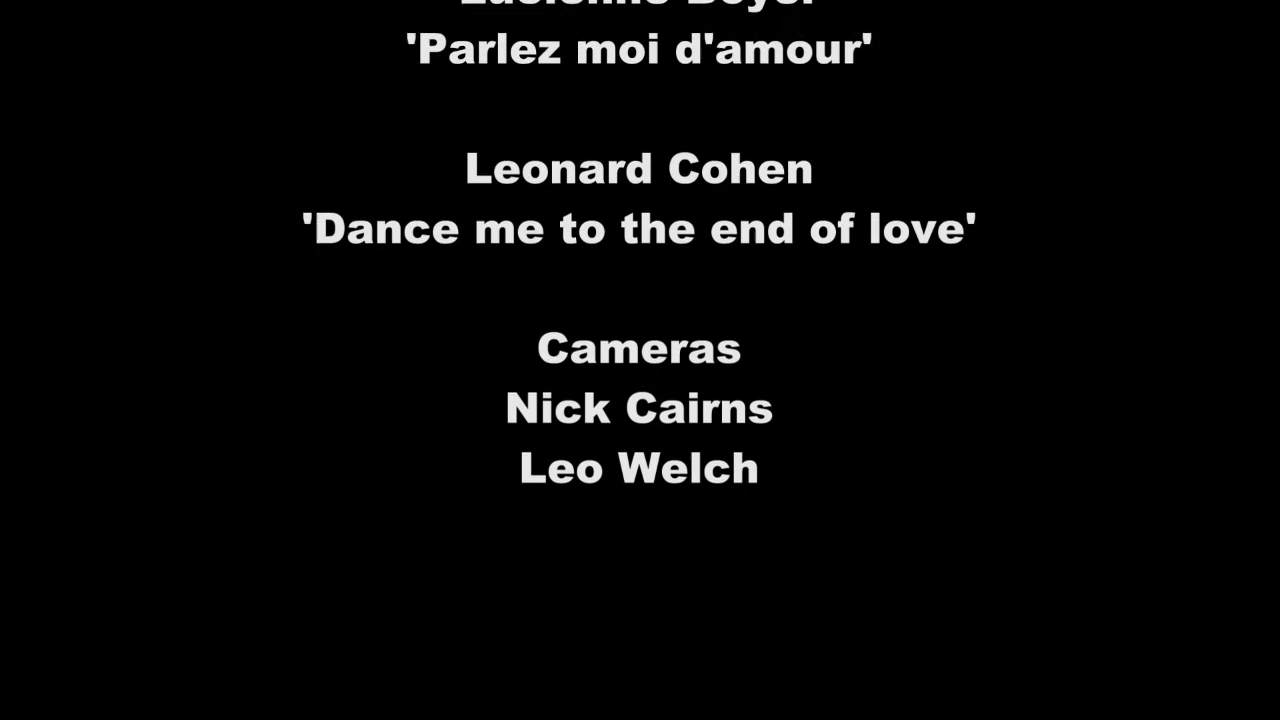 'Parlez moi d'amour'
Leonard Cohen
'Dance me to the end of love'
Cameras
Nick Cairns
Leo Welch